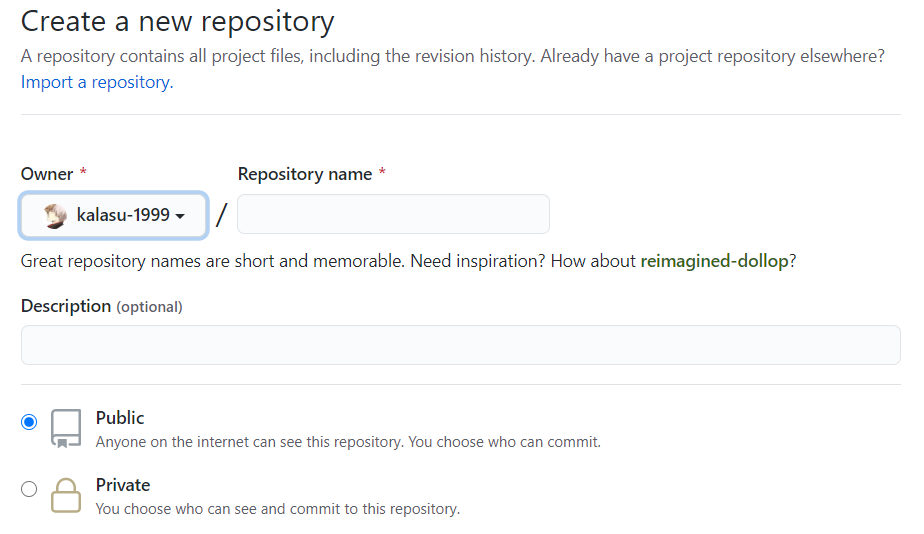 Create a new repository
A repository contains all project files, including the revision history. Already have a project repository elsewhere?
Import a repository.
Owner *
Repository name *
kalasu-1999
/
Great repository names are short and memorable. Need inspiration? How about reimagined-dollop?
Description (optional)
Public
Anyone on the internet can see this repository. You choose who can commit.
Private
You choose who can see and commit to this repository.